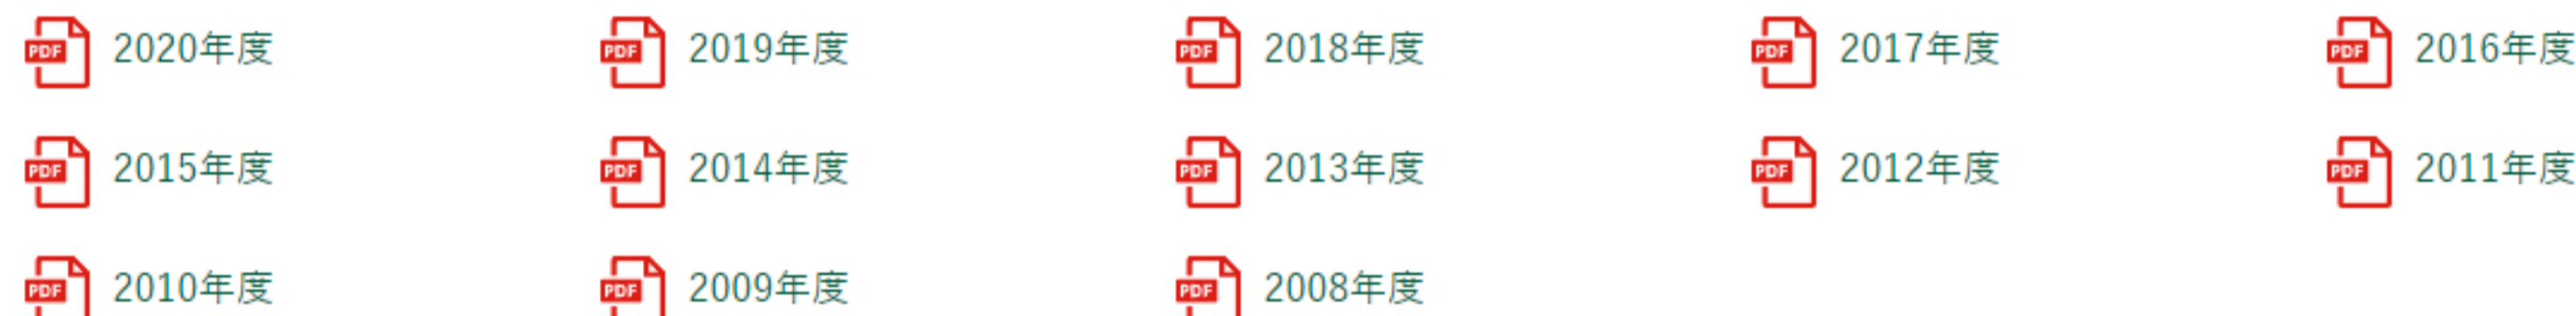 PDF 2020年度 PDF 2019年度 PDF 2018年度 PDF 2017年度 PDF 2016年度
PDF 2015年度 PDF 2014年度 PDF 2013年度 PDF 2012年度 PDF 2011年度
PDF 2010年度 PDF 2009年度 PDF 2008年度